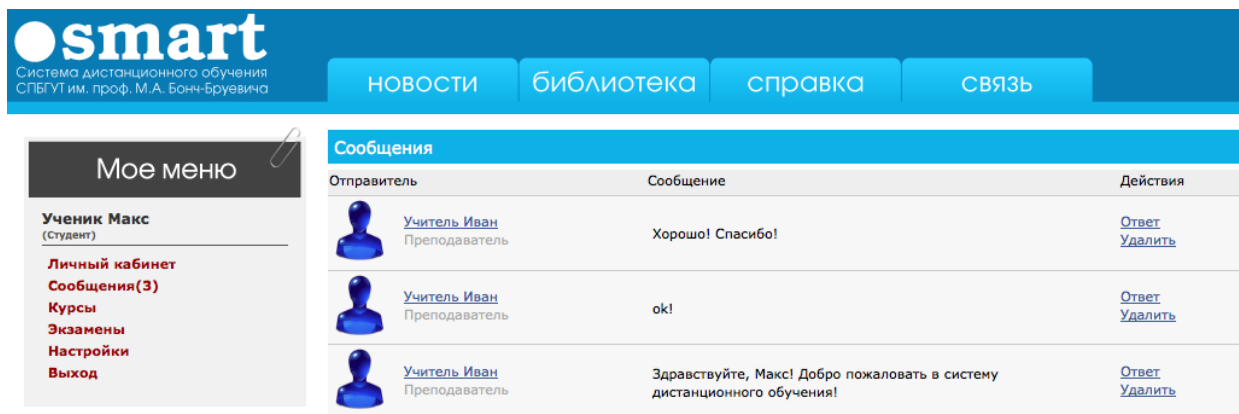 smart
Система дистанционного обучения
СПБГУТ им. проф. М.А. Бонч-Бруевича
новости библиотека справка связь
Мое меню
Ученик Макс
(Студент)
Личный кабинет
Сообщения(3)
Курсы
Экзамены
Настройки
Выход
Сообщения
Отправитель Сообщение Действия
Учитель Иван
Преподаватель
Хорошо! Спасибо!
Ответ
Удалить
Учитель Иван
Преподаватель
ok!
Ответ
Удалить
Учитель Иван
Преподаватель
Здравствуйте, Макс! Добро пожаловать в систему
дистанционного обучения!
Ответ
Удалить